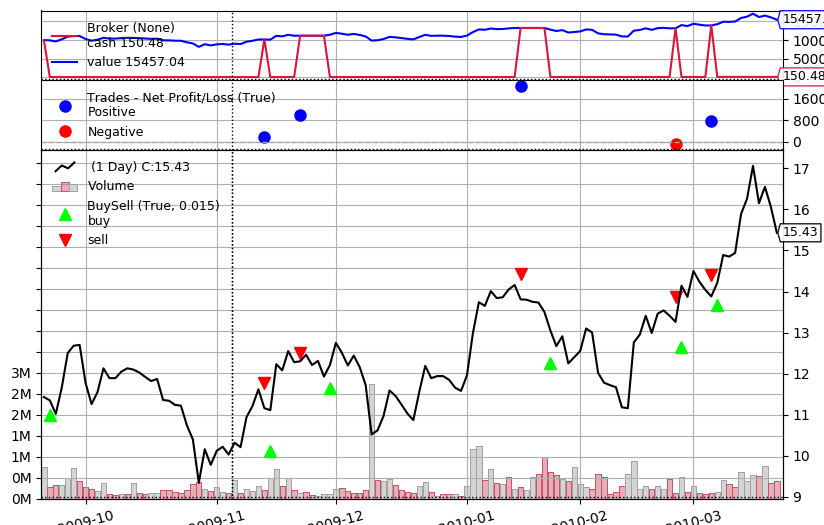 Broker (None)
cash 150.48
value 15457.04
15457.
1000
5000
150.48
Trades - Net Profit/Loss (True)
Positive
Negative
1600
800
0
(1 Day) C:15.43
Volume
BuySell (True, 0.015)
buy
sell
17
16
15.43
15
14
13
12
11
10
9
3M
2M
2M
1M
1M
0M
0M
2009-10
2009-11
2009-12
2010-01
2010-02
2010-03